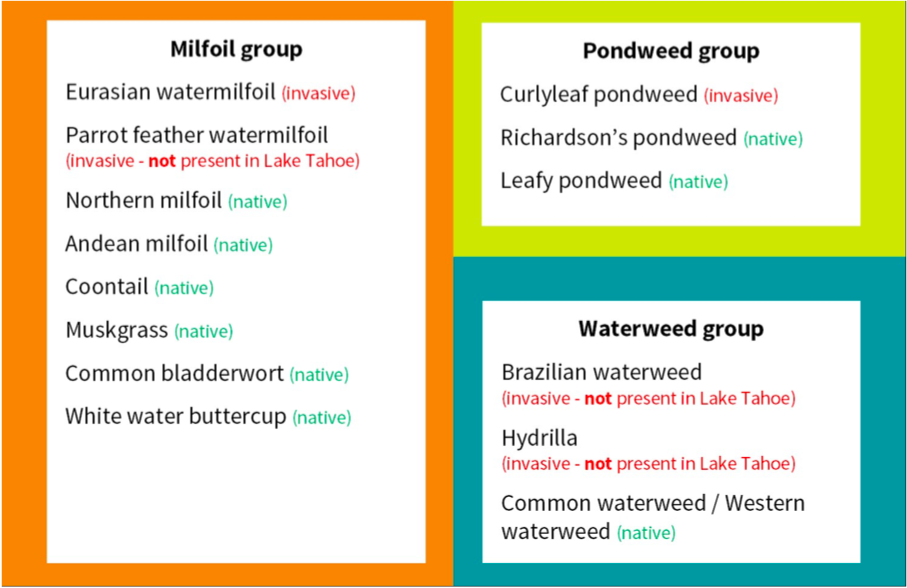 Milfoil group
Eurasian watermilfoil (invasive)
Parrot feather watermilfoil
(invasive - not present in Lake Tahoe)
Northern milfoil (native)
Andean milfoil (native)
Coontail (native)
Muskgrass (native)
Common bladderwort (native)
White water buttercup (native)
Pondweed group
Curlyleaf pondweed (invasive)
Richardson’s pondweed (native)
Leafy pondweed (native)
Waterweed group
Brazilian waterweed
(invasive - not present in Lake Tahoe)
Hydrilla
(invasive - not present in Lake Tahoe)
Common waterweed / Western
waterweed (native)